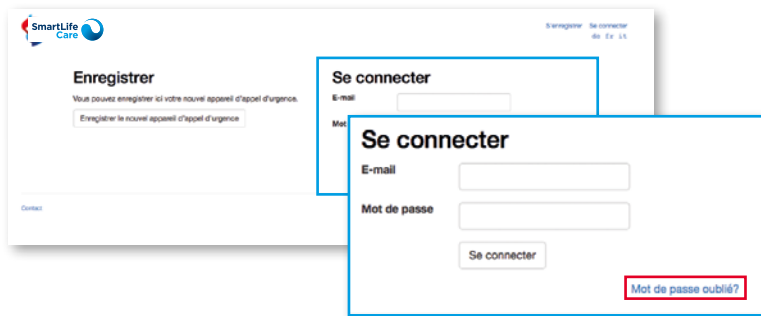 SmartLife
Care
S'enregistrer Se connecter
de fr it
Enregistrer
Vous pouvez enregistrer ici votre nouvel appareil d'appel d'urgence.
Enregistrer le nouvel appareil d'appel d'urgence
Se connecter
E-mail
Mot
Contact
Se connecter
E-mail
Mot de passe
Se connecter
Mot de passe oublié?